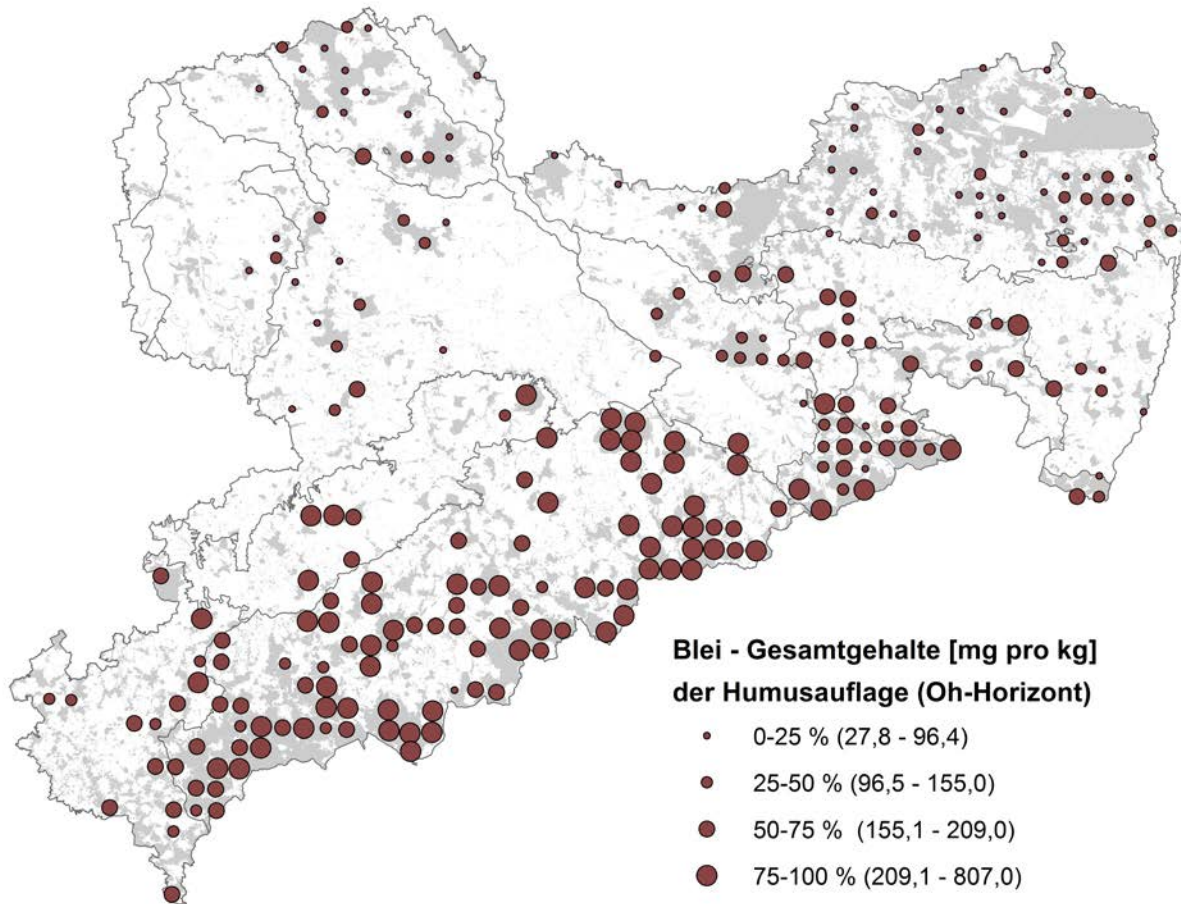 Blei - Gesamtgehalte [mg pro kg]
der Humusauflage (Oh-Horizont)
0-25 % (27,8 - 96,4)
25-50 % (96,5 - 155,0)
50-75 % (155,1 - 209,0)
75-100 % (209,1 - 807,0)